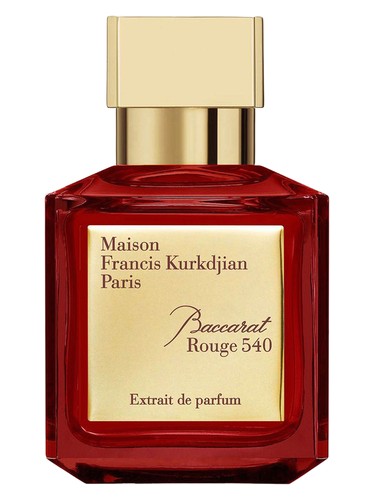 Maison
Francis Kurkdjian
Paris
Baccarat
Rouge 540
Extrait de parfum